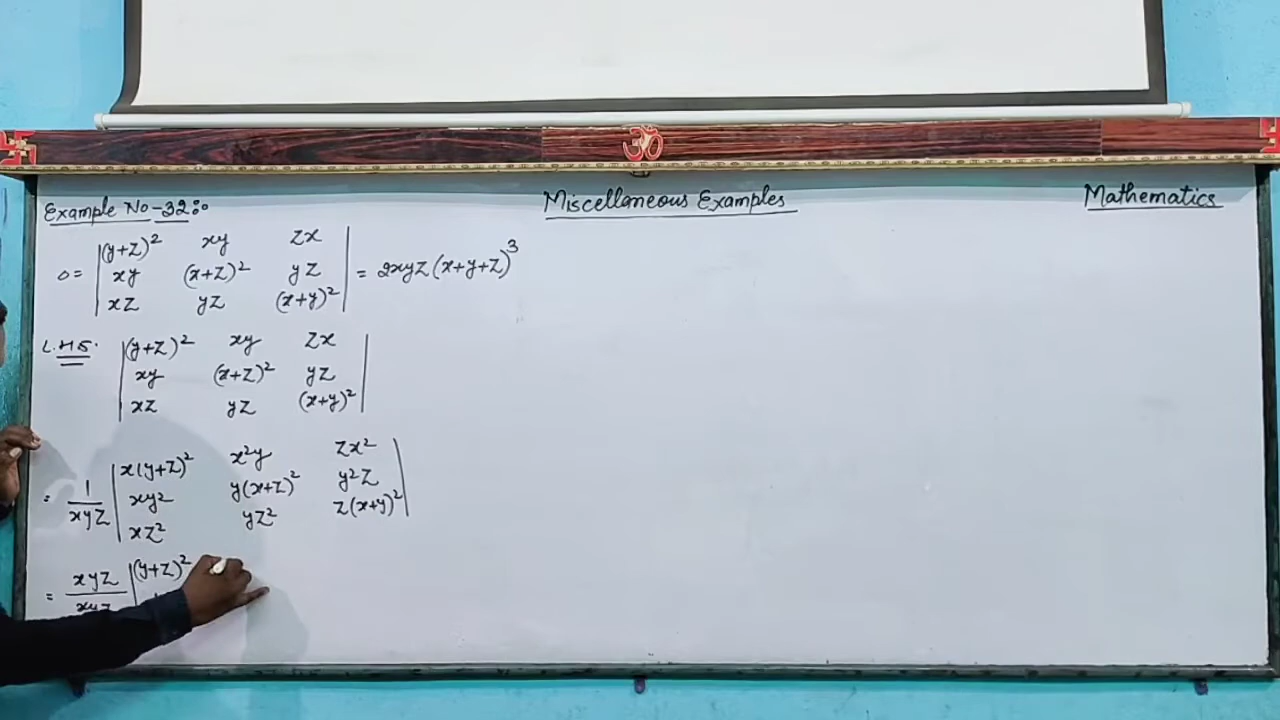 Example No-32:
Miscellaneous Examples
Mathematics
(y+z)² xy zx
△ = xy (x+z)² yz = 2xyz(x+y+z)³
xz yz (x+y)²
L.H.S. (y+z)² xy zx
xy (x+z)² yz
xz yz (x+y)²
x(y+z)² x²y zx²
= 1/xyz xy² y(x+z)² y²z
xz² yz² z(x+y)²
= xyz/xyz (y+z)²